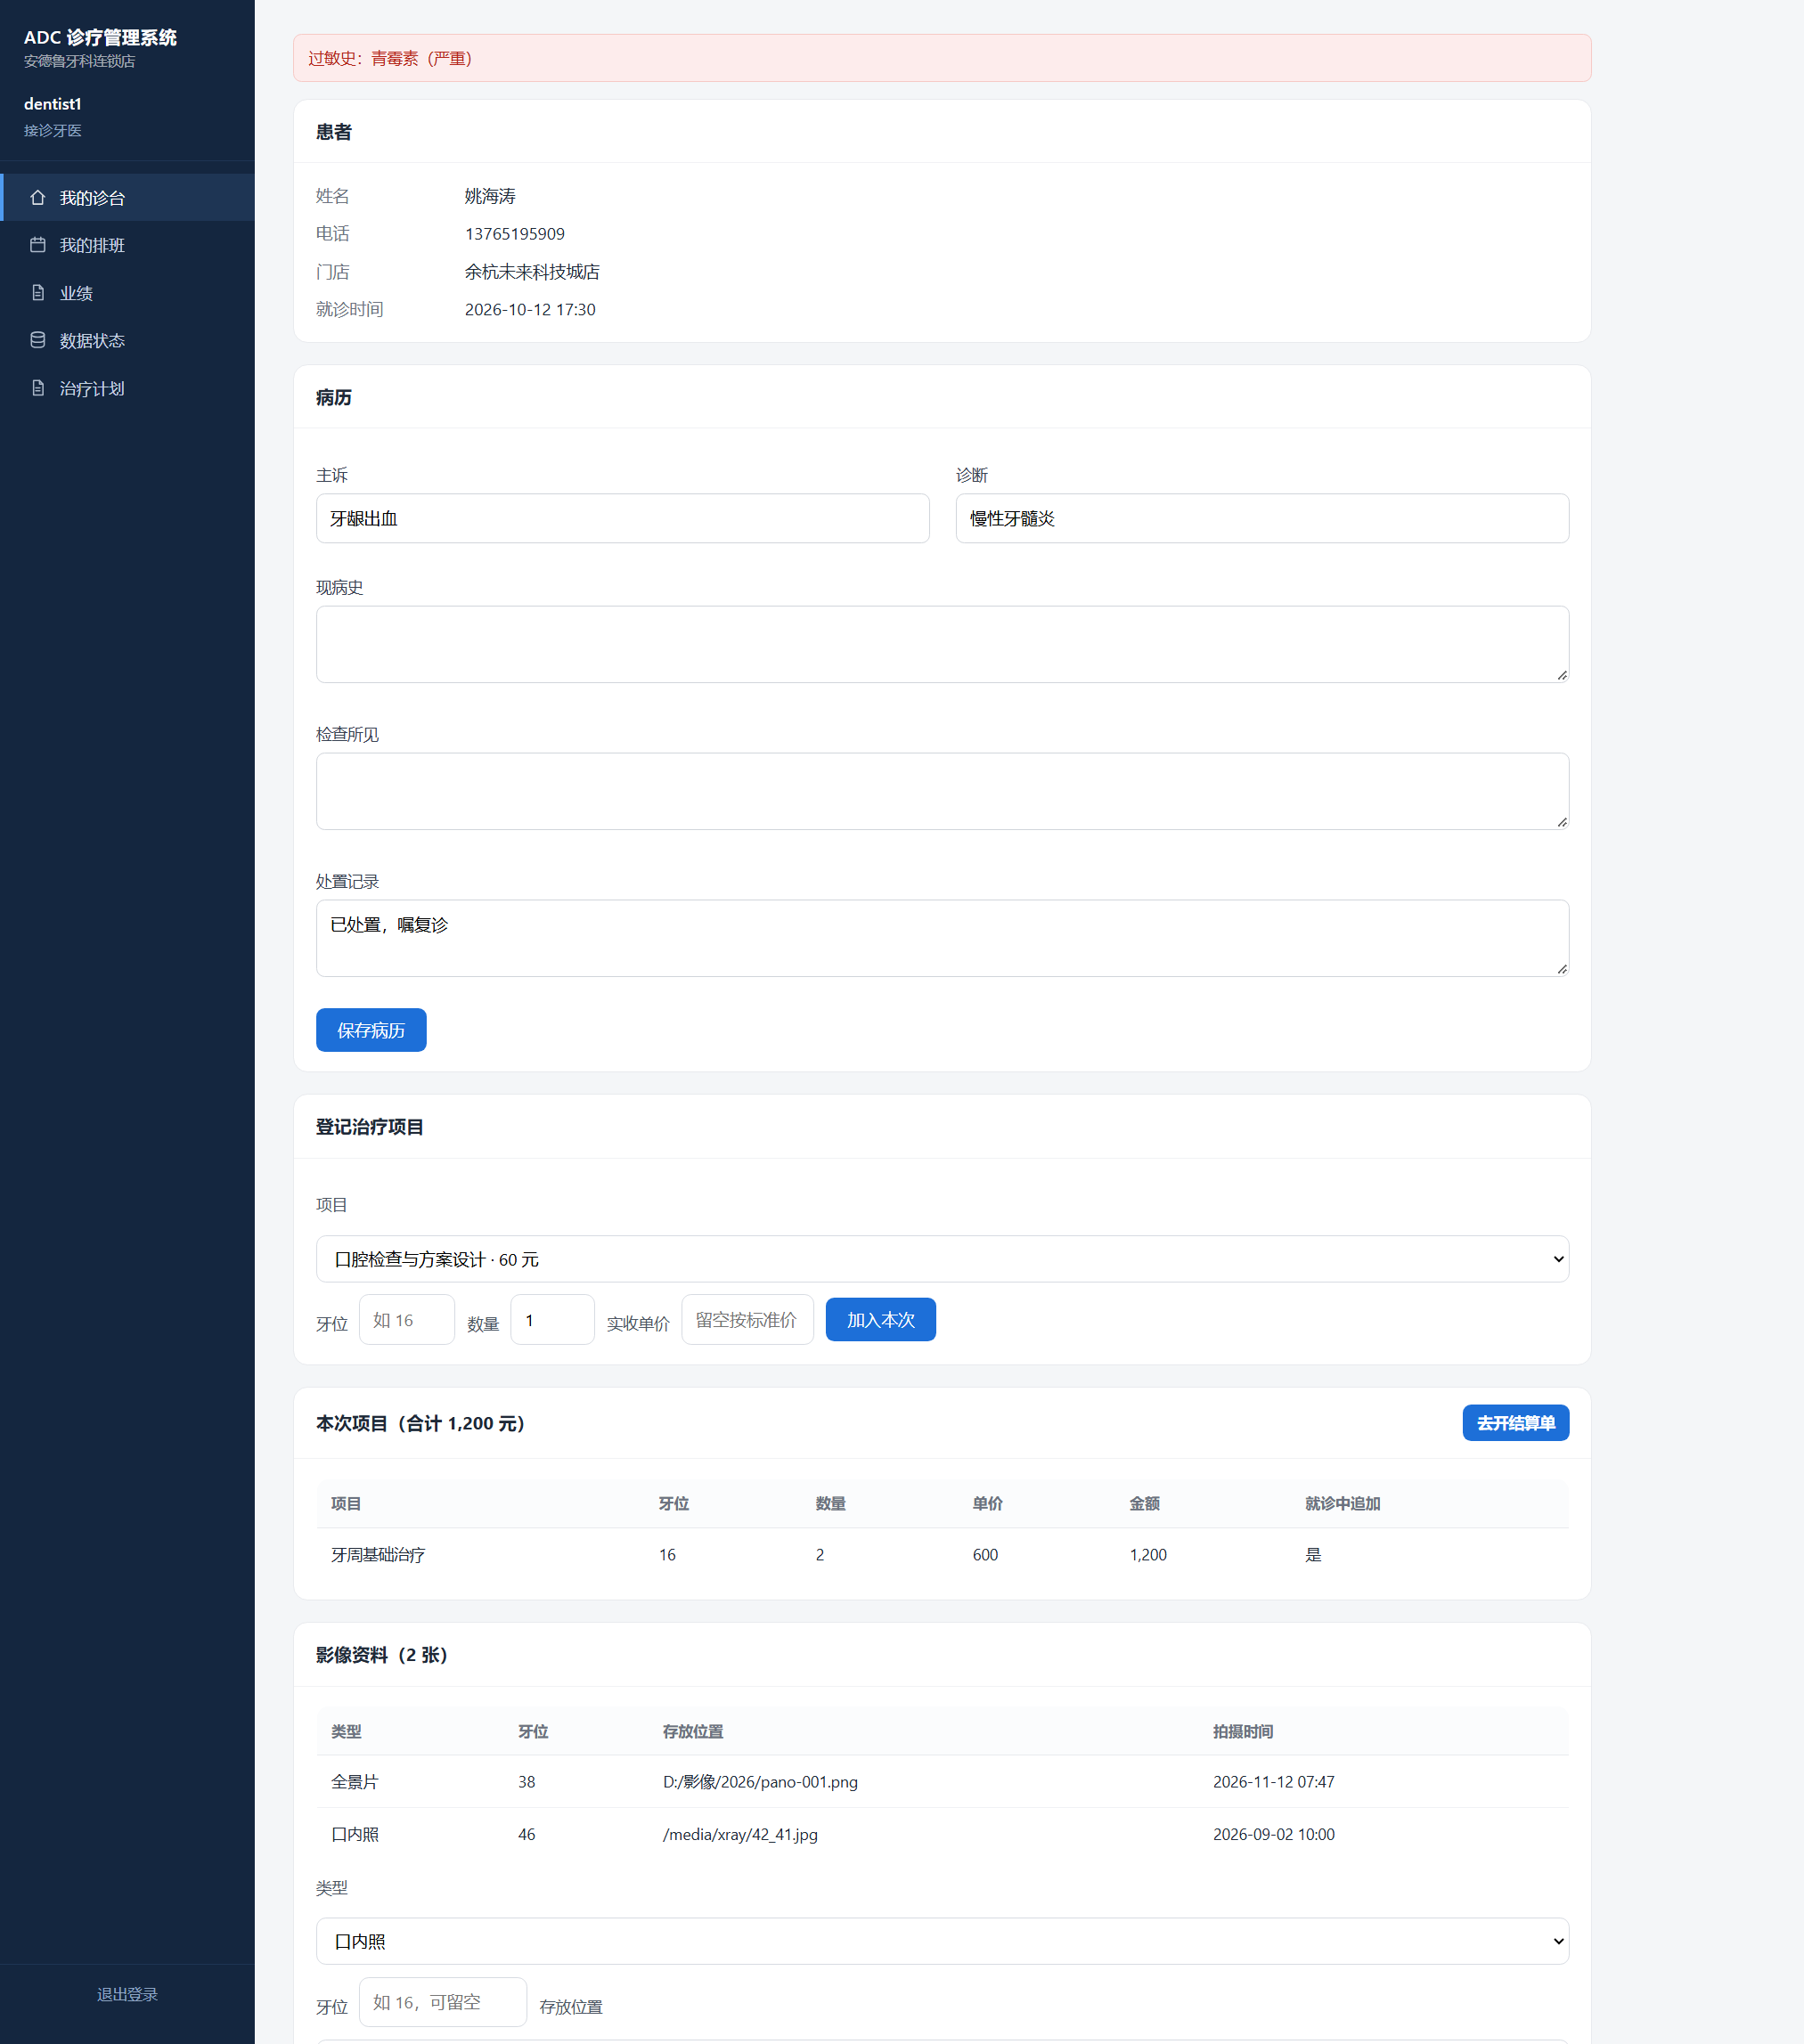 ADC 诊疗管理系统
安德鲁牙科连锁店
dentist1
接诊牙医
我的诊台
我的排班
业绩
数据状态
治疗计划
退出登录
过敏史：青霉素（严重）
患者
姓名 姚海涛
电话 13765195909
门店 余杭未来科技城店
就诊时间 2026-10-12 17:30
病历
主诉 诊断
牙龈出血 慢性牙髓炎
现病史
检查所见
处置记录
已处置，嘱复诊
保存病历
登记治疗项目
项目
口腔检查与方案设计 · 60 元
牙位 如 16 数量 1 实收单价 留空按标准价 加入本次
本次项目（合计 1,200 元） 去开结算单
项目 牙位 数量 单价 金额 就诊中追加
牙周基础治疗 16 2 600 1,200 是
影像资料（2 张）
类型 牙位 存放位置 拍摄时间
全景片 38 D:/影像/2026/pano-001.png 2026-11-12 07:47
口内照 46 /media/xray/42_41.jpg 2026-09-02 10:00
类型
口内照
牙位 如 16，可留空 存放位置